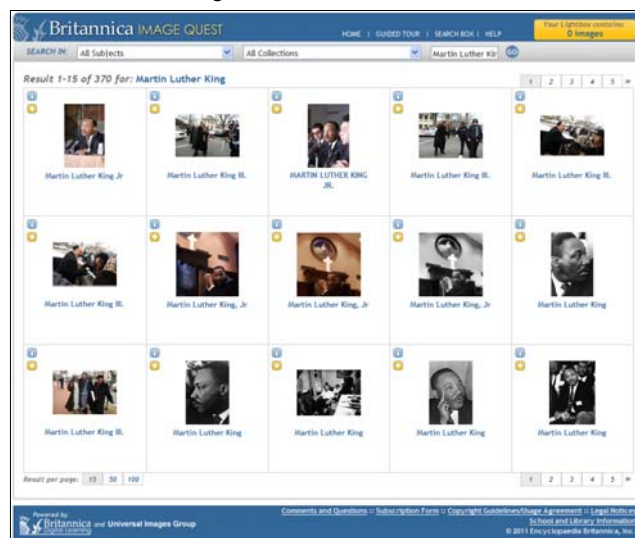 Britannica IMAGE QUEST
HOME | GUIDED TOUR | SEARCH BOX | HELP
Your Lightbox contains:
0 Images
SEARCH IN: All Subjects All Collections Martin Luther Kir GO
Result 1-15 of 370 for: Martin Luther King
1 2 3 4 5 »
Martin Luther King Jr
Martin Luther King III.
MARTIN LUTHER KING
JR.
Martin Luther King III.
Martin Luther King III.
Martin Luther King III.
Martin Luther King, Jr
Martin Luther King, Jr
Martin Luther King, Jr
Martin Luther King
Martin Luther King III.
Martin Luther King
Martin Luther King
Martin Luther King
Martin Luther King
Result per page: 15 50 100
1 2 3 4 5 »
Powered by
Britannica
Digital Learning
and Universal Images Group
Comments and Questions :: Subscription Form :: Copyright Guidelines/Usage Agreement :: Legal Notices
School and Library Information
© 2011 Encyclopaedia Britannica, Inc.